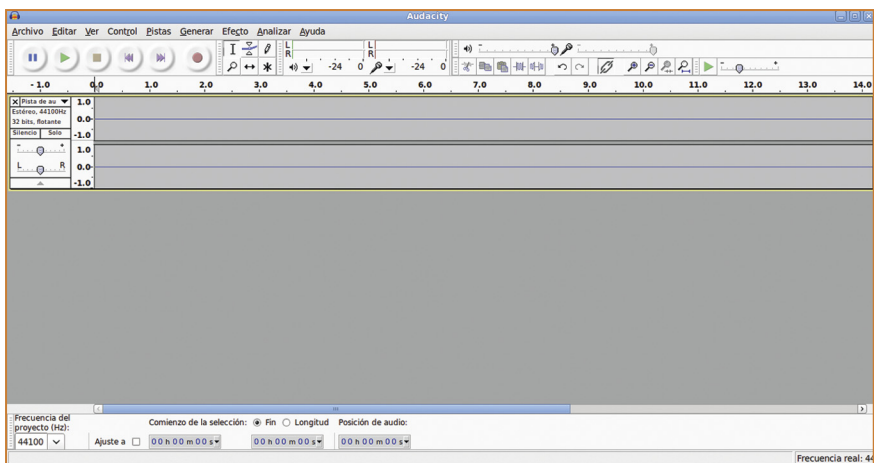 Audacity
Archivo Editar Ver Control Pistas Generar Efecto Analizar Ayuda
L R
L R
-24 0
-24 0
- 1.0 0.0 1.0 2.0 3.0 4.0 5.0 6.0 7.0 8.0 9.0 10.0 11.0 12.0 13.0
X Pista de au 1.0
Estéreo, 44100Hz
32 bits, flotante 0.0
Silencio Solo -1.0
- + 1.0
L R 0.0
-1.0
Frecuencia del
proyecto (Hz): Comienzo de la selección: Fin Longitud Posición de audio:
44100 Ajuste a 00 h 00 m 00 s 00 h 00 m 00 s 00 h 00 m 00 s
Frecuencia real: 44